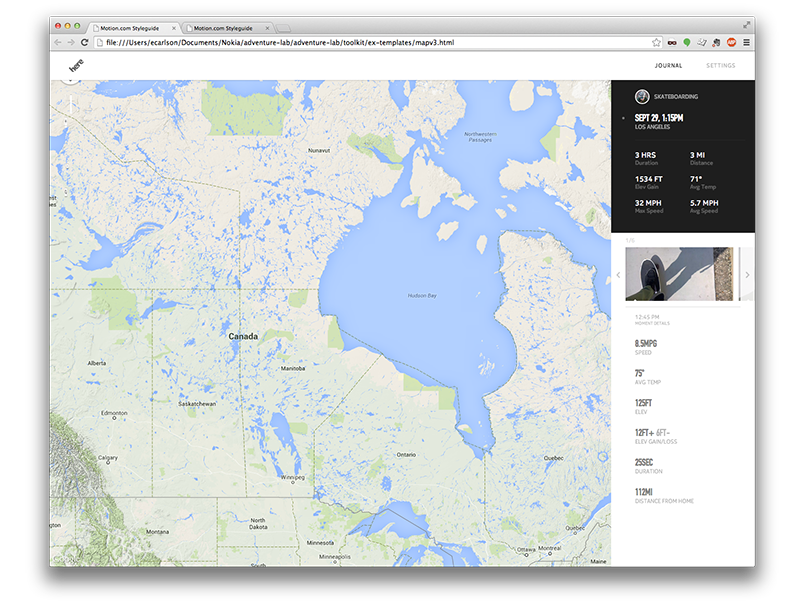 Motion.com Styleguide
Motion.com Styleguide
file:///Users/ecarlson/Documents/Nokia/adventure-lab/adventure-lab/toolkit/ex-templates/mapv3.html
here
JOURNAL
SETTINGS
SKATEBOARDING
SEPT 29, 1:15PM
LOS ANGELES
3 HRS
3 MI
Duration
Distance
1534 FT
71°
Elev Gain
Avg Temp
32 MPH
5.7 MPH
Max Speed
Avg Speed
1/6
12:45 PM
MOMENT DETAILS
8.5MPG
SPEED
75°
AVG TEMP
125FT
ELEV
12FT+ 6FT-
ELEV GAIN/LOSS
25SEC
DURATION
112MI
DISTANCE FROM HOME
Northwestern
Passages
Nunavut
Hudson Bay
Canada
Alberta
Manitoba
Saskatchewan
Edmonton
Calgary
Ontario
Quebec
Winnipeg
North
Dakota
Montana
Minnesota
Minneapolis
Quebec
Ottawa
Montreal
Maine